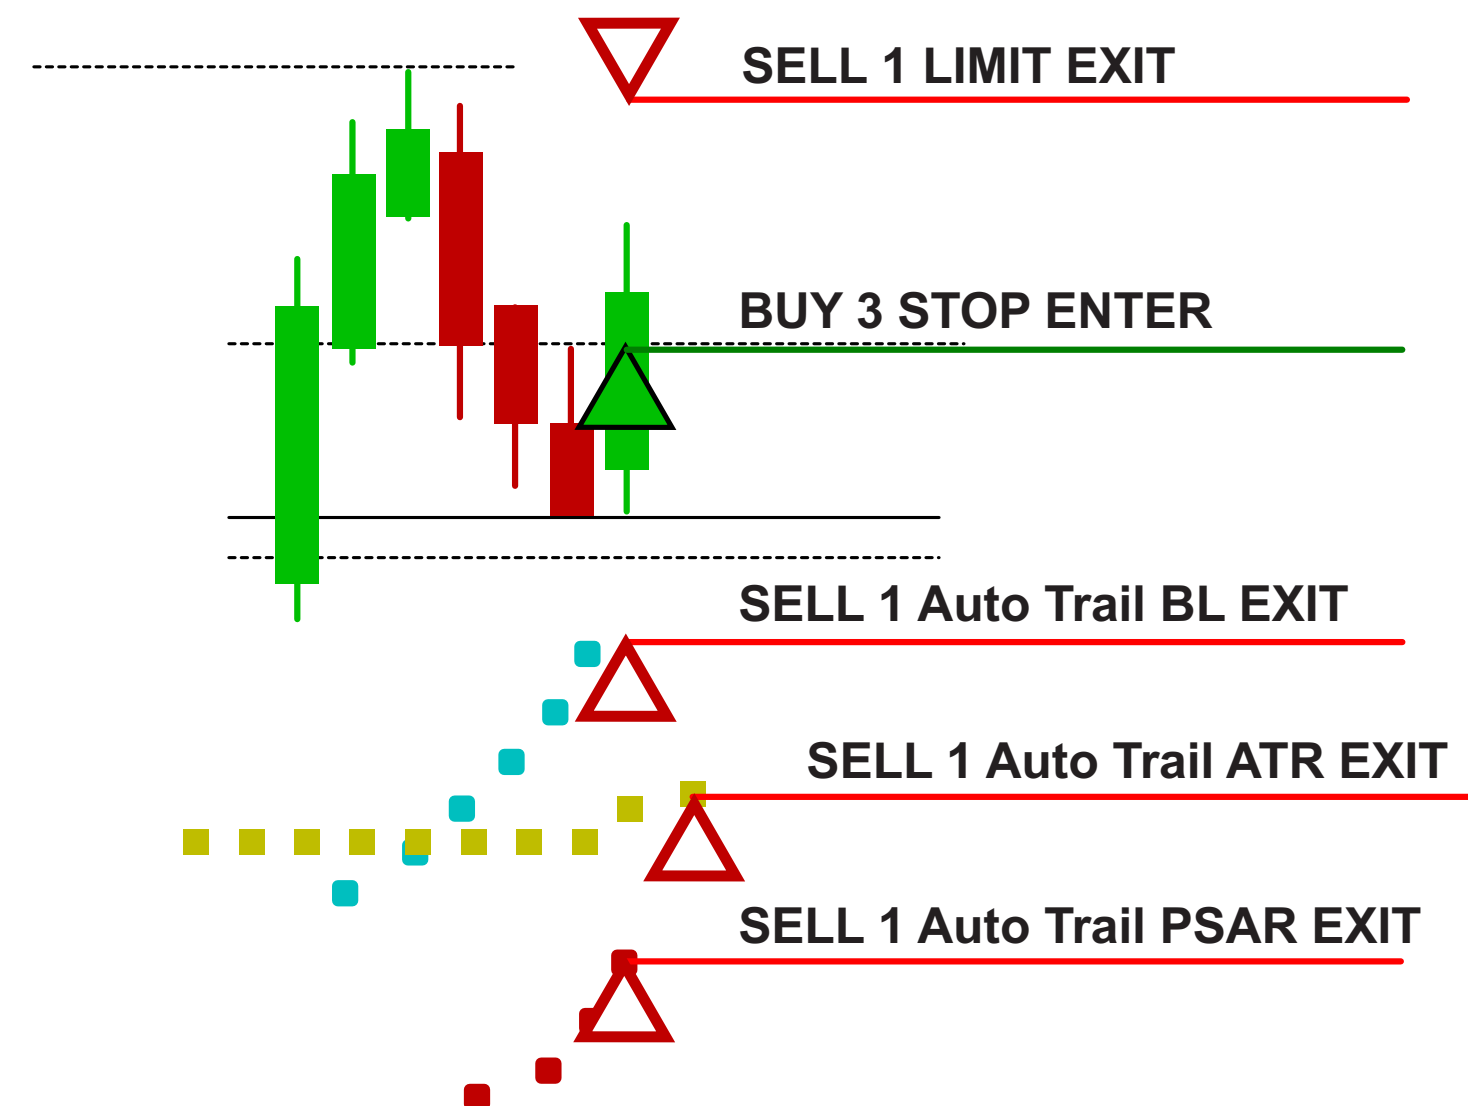 SELL 1 LIMIT EXIT
BUY 3 STOP ENTER
SELL 1 Auto Trail BL EXIT
SELL 1 Auto Trail ATR EXIT
SELL 1 Auto Trail PSAR EXIT